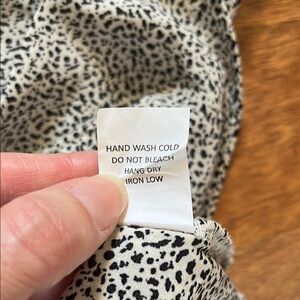 HAND WASH COLD
DO NOT BLEACH
HANG DRY
IRON LOW